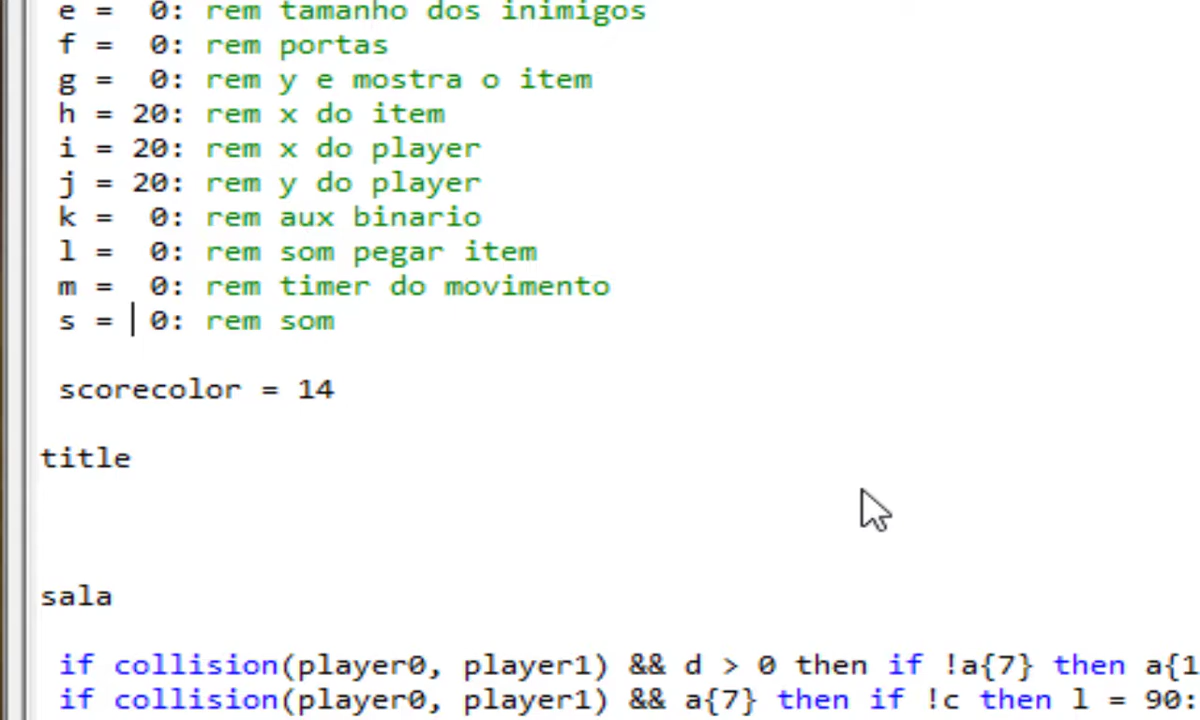 e =  0: rem tamanho dos inimigos
f =  0: rem portas
g =  0: rem y e mostra o item
h = 20: rem x do item
i = 20: rem x do player
j = 20: rem y do player
k =  0: rem aux binario
l =  0: rem som pegar item
m =  0: rem timer do movimento
s =  0: rem som
scorecolor = 14
title
sala
if collision(player0, player1) && d > 0 then if !a{7} then a{1
if collision(player0, player1) && a{7} then if !c then l = 90: